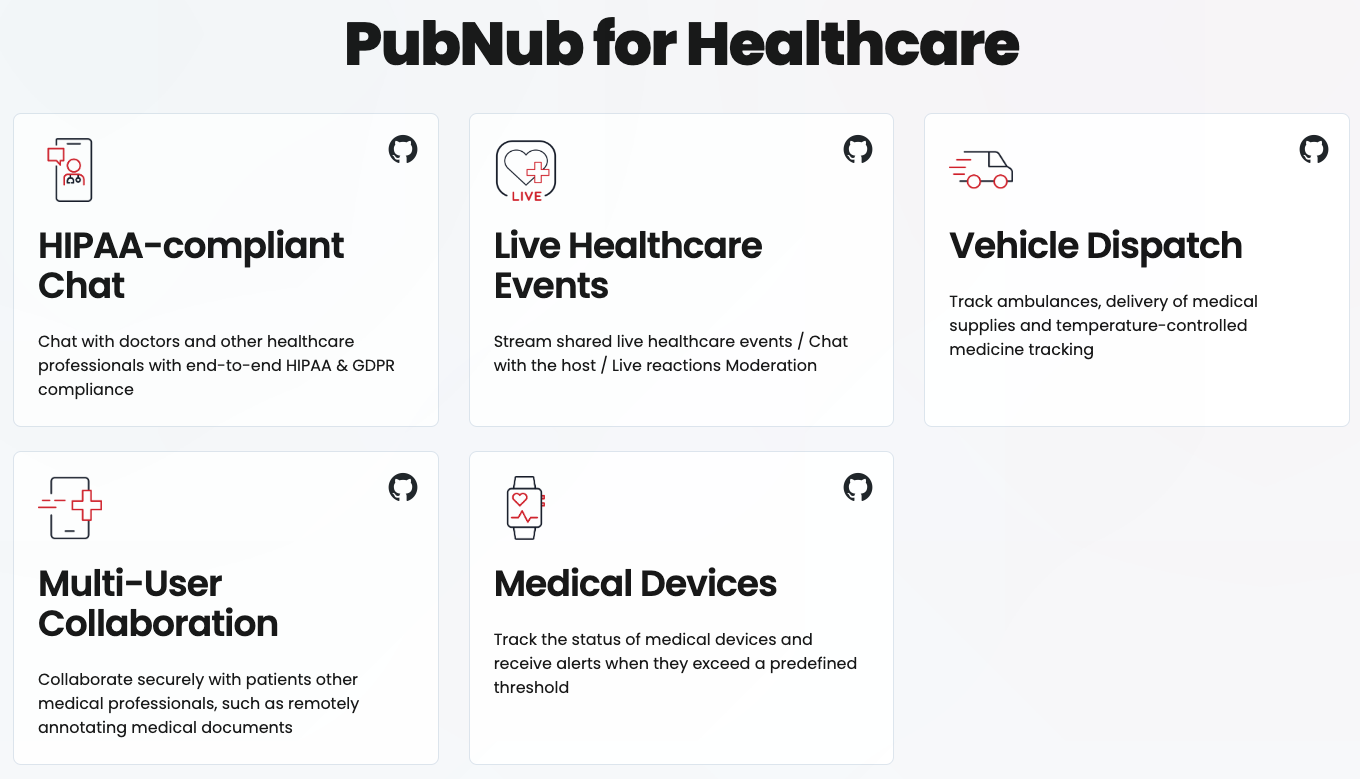 PubNub for Healthcare
HIPAA-compliant
Chat
Chat with doctors and other healthcare
professionals with end-to-end HIPAA & GDPR
compliance
LIVE
Live Healthcare
Events
Stream shared live healthcare events / Chat
with the host / Live reactions Moderation
Vehicle Dispatch
Track ambulances, delivery of medical
supplies and temperature-controlled
medicine tracking
Multi-User
Collaboration
Collaborate securely with patients other
medical professionals, such as remotely
annotating medical documents
Medical Devices
Track the status of medical devices and
receive alerts when they exceed a predefined
threshold